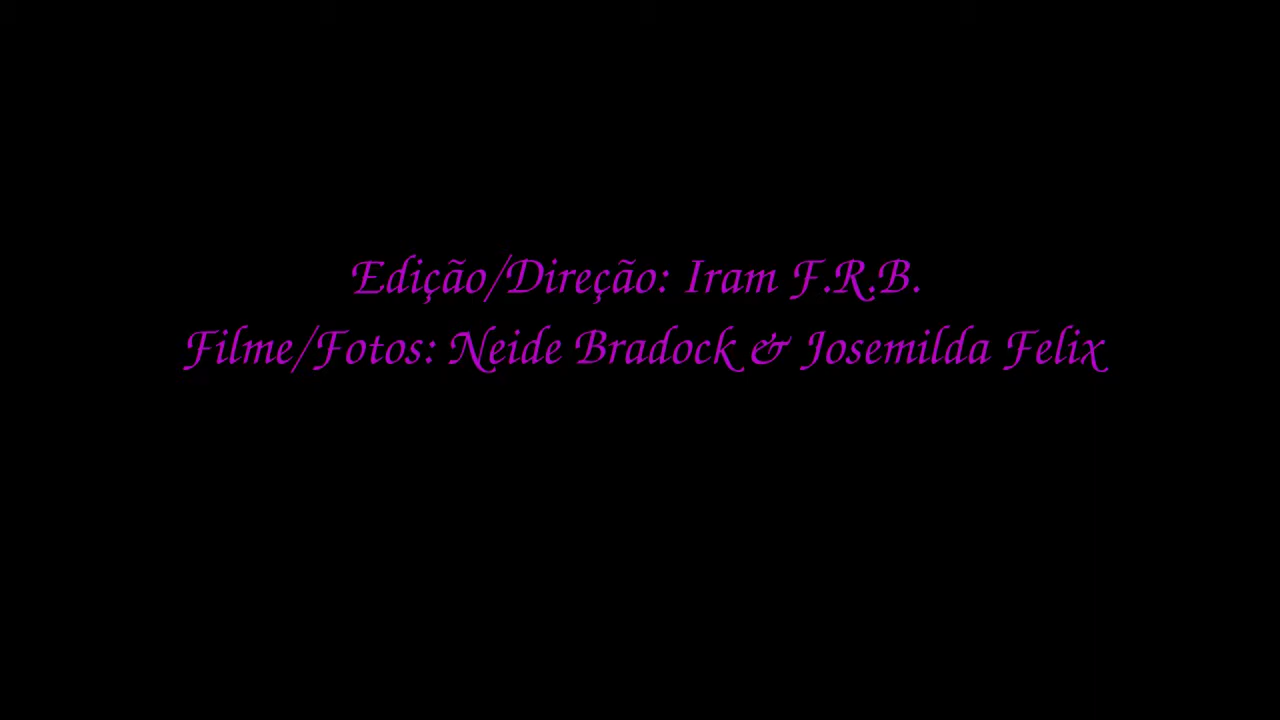 Edição/Direção: Iram F.R.B.
Filme/Fotos: Neide Bradock & Josemilda Felix